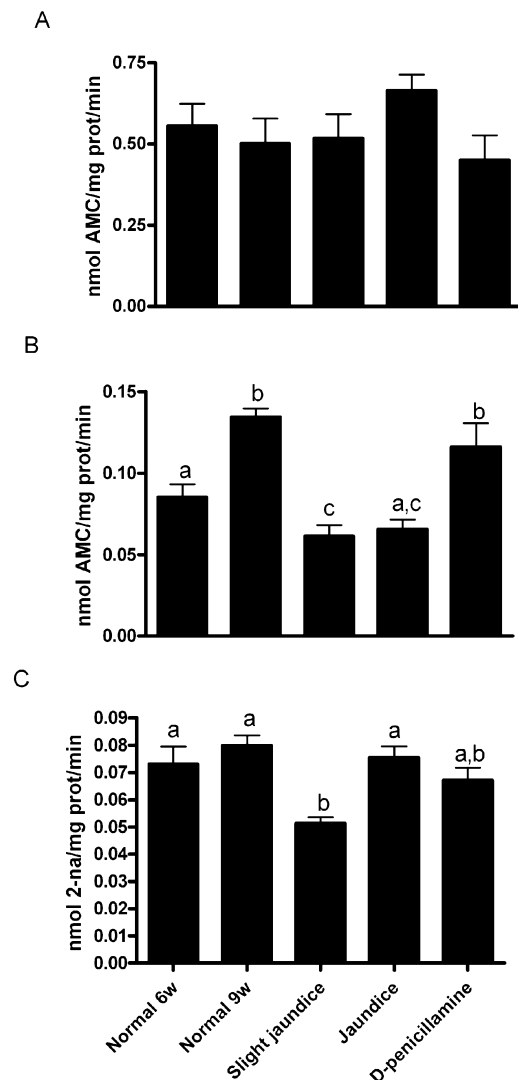 A
nmol AMC/mg prot/min
0.75
0.50
0.25
0.00
B
nmol AMC/mg prot/min
0.15
0.10
0.05
0.00
a
b
c
a,c
b
C
nmol 2-na/mg prot/min
0.09
0.08
0.07
0.06
0.05
0.04
0.03
0.02
0.01
0.00
a
a
b
a
a,b
Normal 6w
Normal 9w
Slight jaundice
Jaundice
D-penicillamine